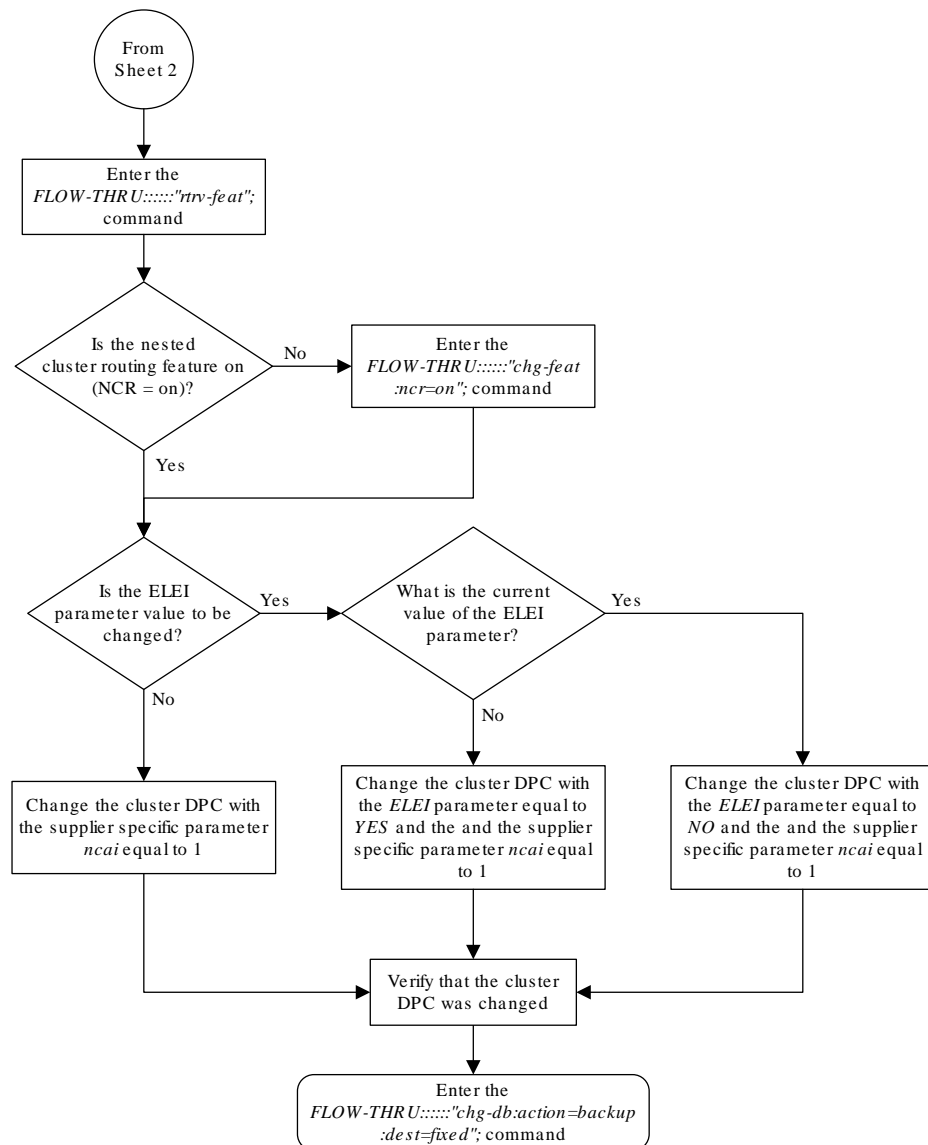 From
Sheet 2
Enter the
FLOW-THRU::::::"rtrv-feat";
command
Is the nested
cluster routing feature on
(NCR = on)?
No
Enter the
FLOW-THRU::::::"chg-feat
:ncr=on"; command
Yes
Is the ELEI
parameter value to be
changed?
Yes
What is the current
value of the ELEI
parameter?
Yes
No
No
Change the cluster DPC with
the supplier specific parameter
ncai equal to 1
Change the cluster DPC with
the ELEI parameter equal to
YES and the and the supplier
specific parameter ncai equal
to 1
Change the cluster DPC with
the ELEI parameter equal to
NO and the and the supplier
specific parameter ncai equal
to 1
Verify that the cluster
DPC was changed
Enter the
FLOW-THRU::::::"chg-db:action=backup
:dest=fixed"; command